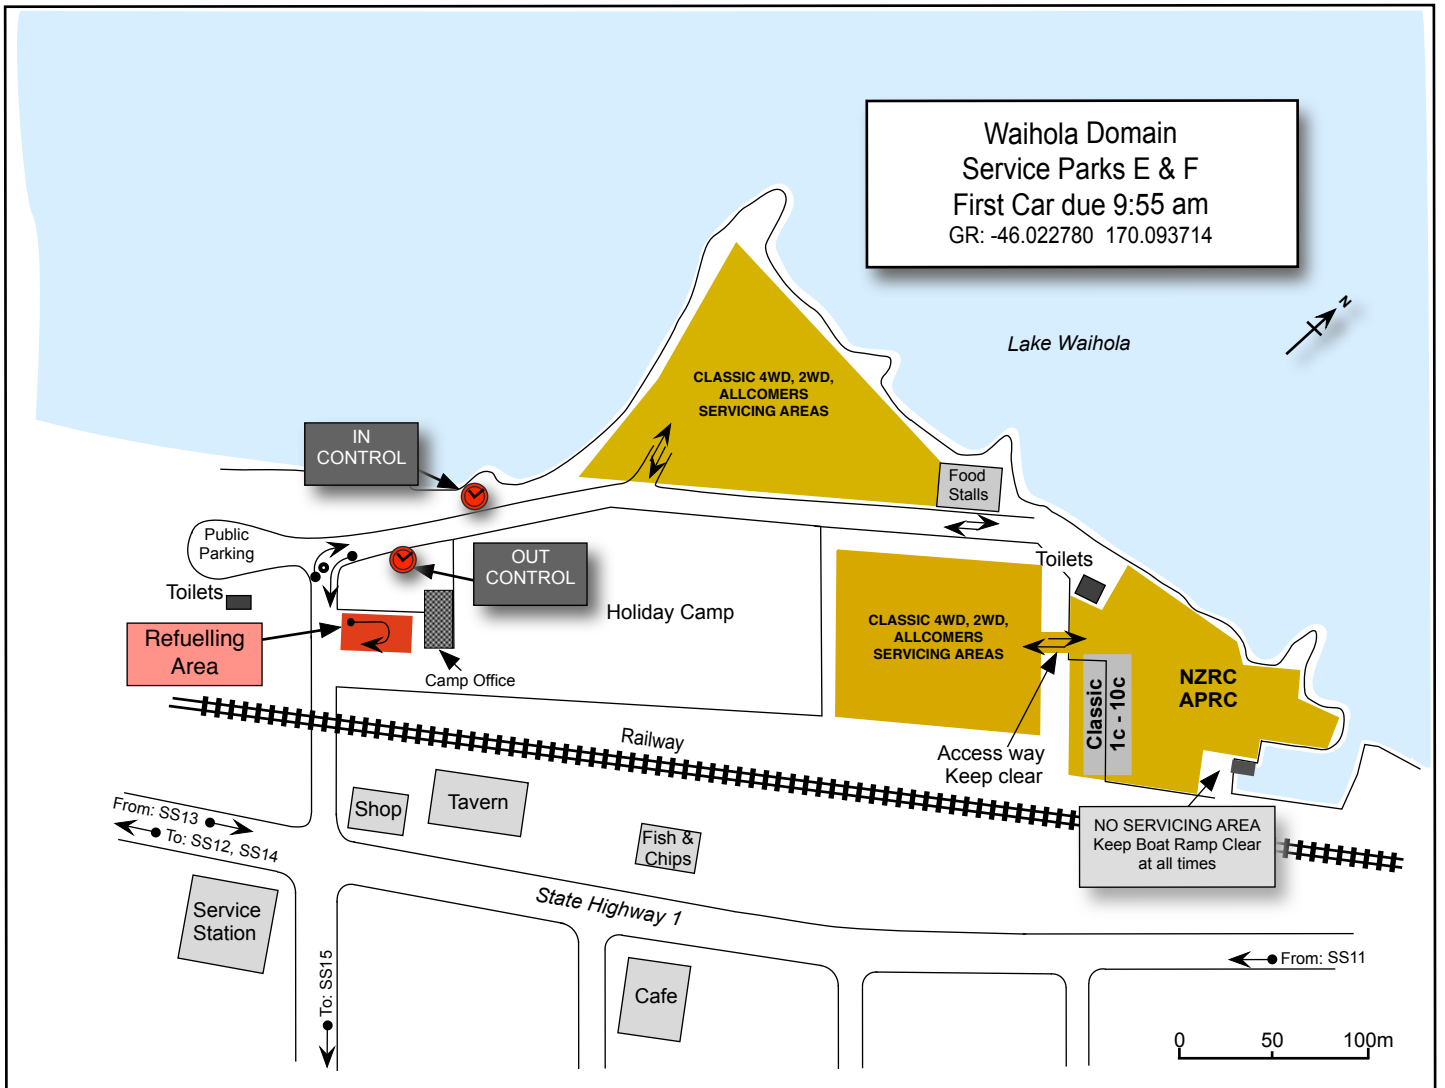 Waihola Domain
Service Parks E & F
First Car due 9:55 am
GR: -46.022780  170.093714
N
Lake Waihola
CLASSIC 4WD, 2WD,
ALLCOMERS
SERVICING AREAS
IN
CONTROL
Food
Stalls
Public
Parking
OUT
CONTROL
Toilets
Toilets
Holiday Camp
CLASSIC 4WD, 2WD,
ALLCOMERS
SERVICING AREAS
Refuelling
Area
Camp Office
NZRC
APRC
Classic
1c - 10c
Railway
Access way
Keep clear
Shop
Tavern
From: SS13
To: SS12, SS14
Fish &
Chips
NO SERVICING AREA
Keep Boat Ramp Clear
at all times
State Highway 1
Service
Station
To: SS15
From: SS11
Cafe
0 50 100m